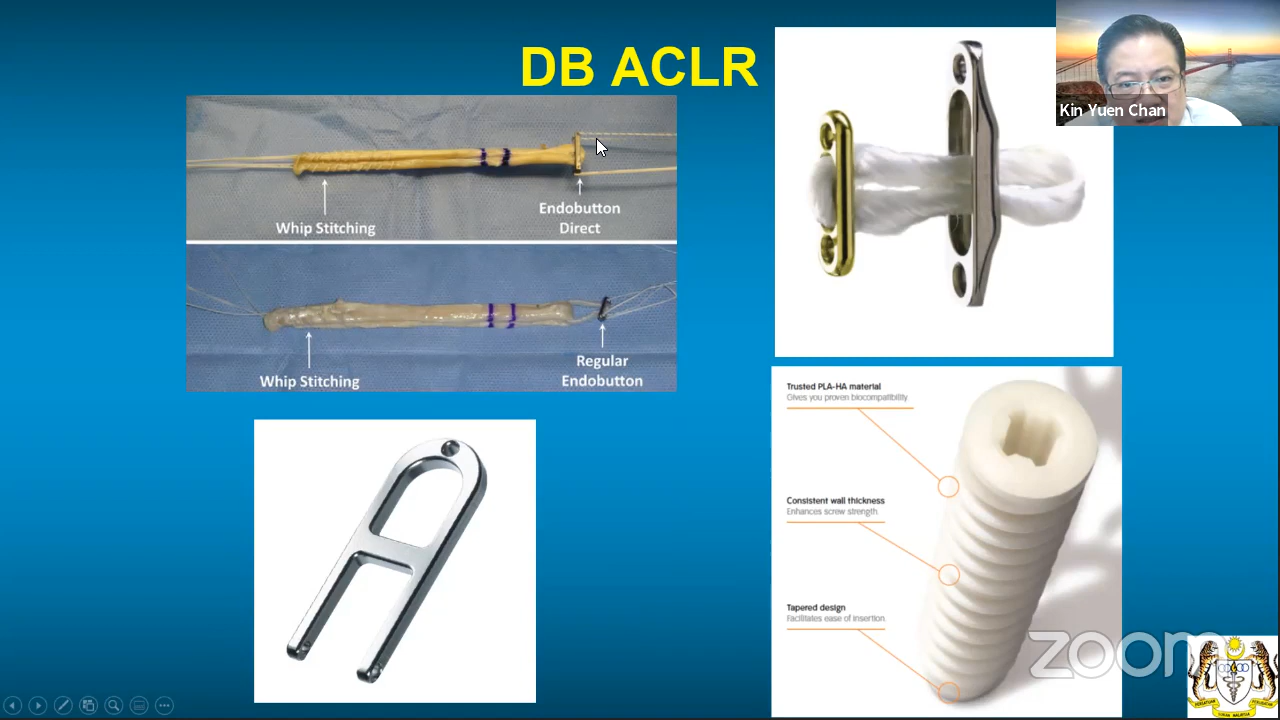 DB ACLR
Kin Yuen Chan
Whip Stitching
Endobutton
Direct
Whip Stitching
Regular
Endobutton
Trusted PLA-HA material
Gives you proven biocompatibility
Consistent wall thickness
Enhances screw strength
Tapered design
Facilitates ease of insertion
zoom